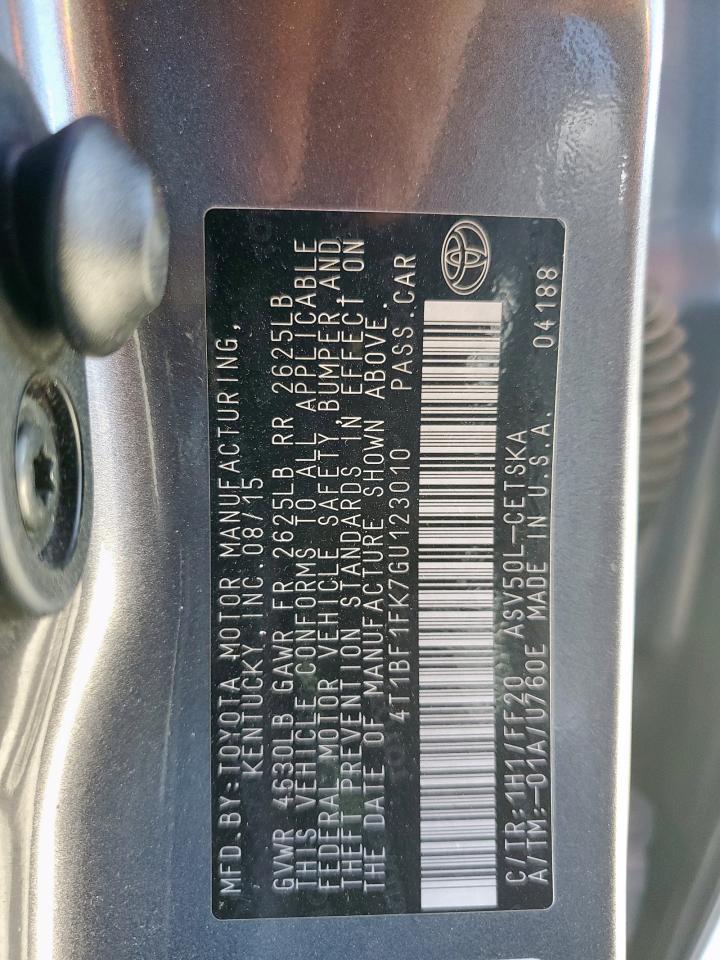 MFD.BY:TOYOTA MOTOR MANUFACTURING,
KENTUCKY, INC.08/15
GVWR 4630LB GAWR FR 2625LB RR 2625LB
THIS VEHICLE CONFORMS TO ALL APPLICABLE
FEDERAL MOTOR VEHICLE SAFETY, BUMPER, AND
THEFT PREVENTION STANDARDS IN EFFECT ON
THE DATE OF MANUFACTURE SHOWN ABOVE.
4T1BF1FK7GU123010 PASS.CAR
C/TR:1H1/FF20 ASV50L-CETSKA
A/TM:-01A/U760E MADE IN U.S.A. 04188